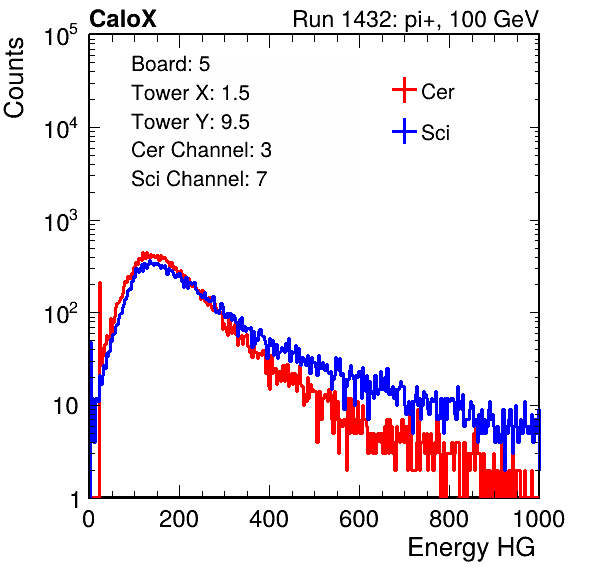 CaloX Run 1432: pi+, 100 GeV
Counts
Board: 5
Tower X: 1.5
Tower Y: 9.5
Cer Channel: 3
Sci Channel: 7
Cer
Sci
10^5
10^4
10^3
10^2
10
1
0 200 400 600 800 1000
Energy HG